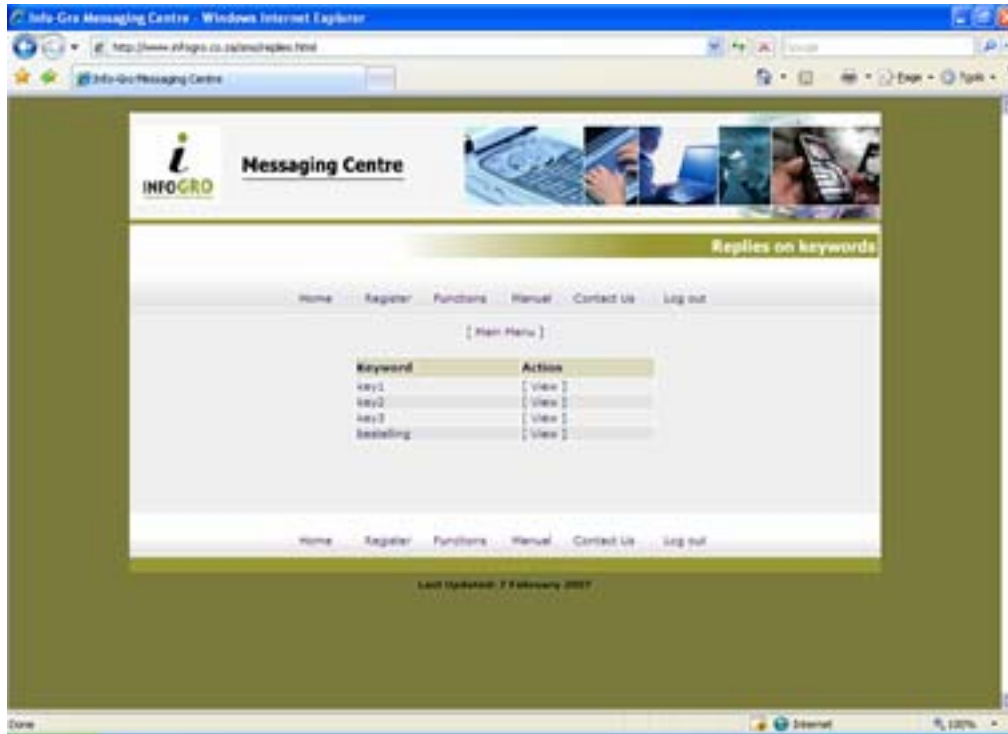 Info-Gro Messaging Centre - Windows Internet Explorer
Info-Gro Messaging Centre
i
INFOGRO
Messaging Centre
Replies on keywords
Home Register Functions Manual Contact Us Log out
[ Main Menu ]
Keyword Action
key1 [ View ]
key2 [ View ]
key3 [ View ]
bestelling [ View ]
Home Register Functions Manual Contact Us Log out
Last Updated: 7 February 2007
Done Internet 100%